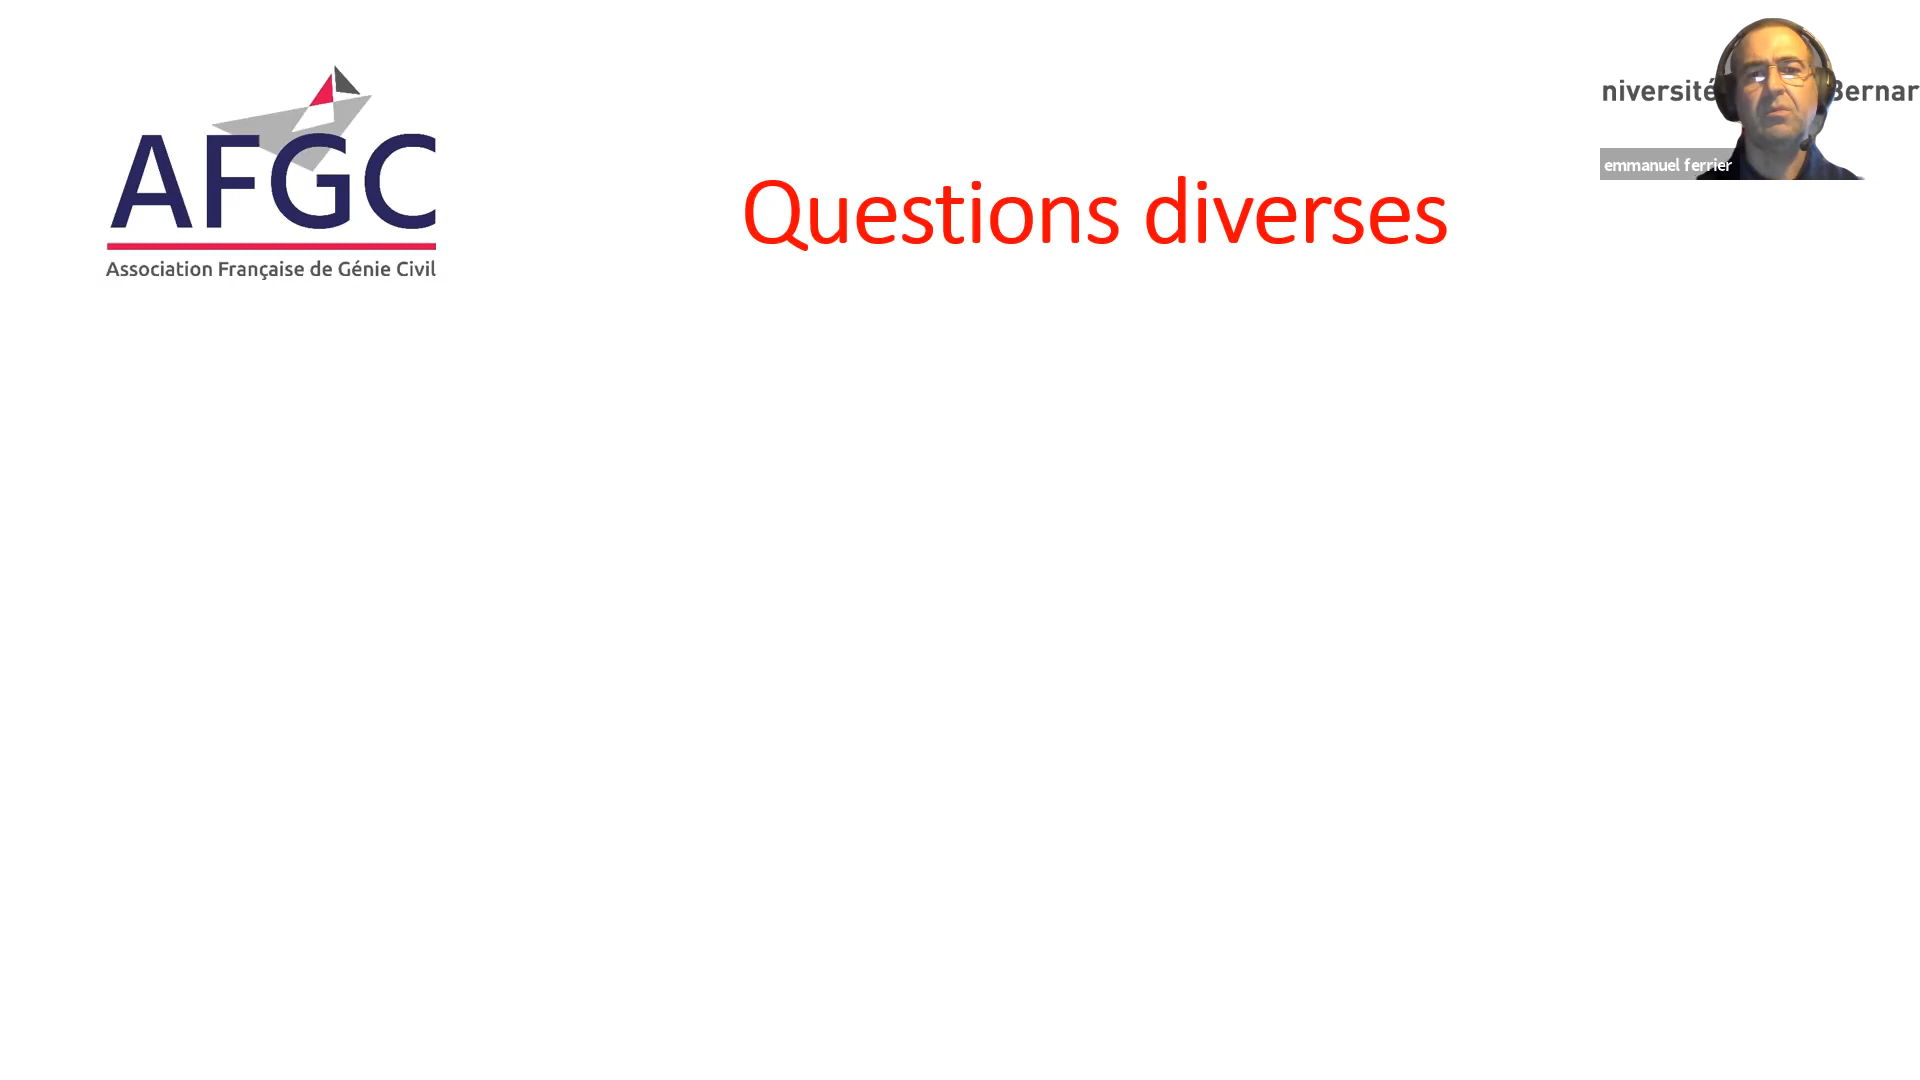 AFGC
Association Française de Génie Civil
Questions diverses
niversité Bernar
emmanuel ferrier